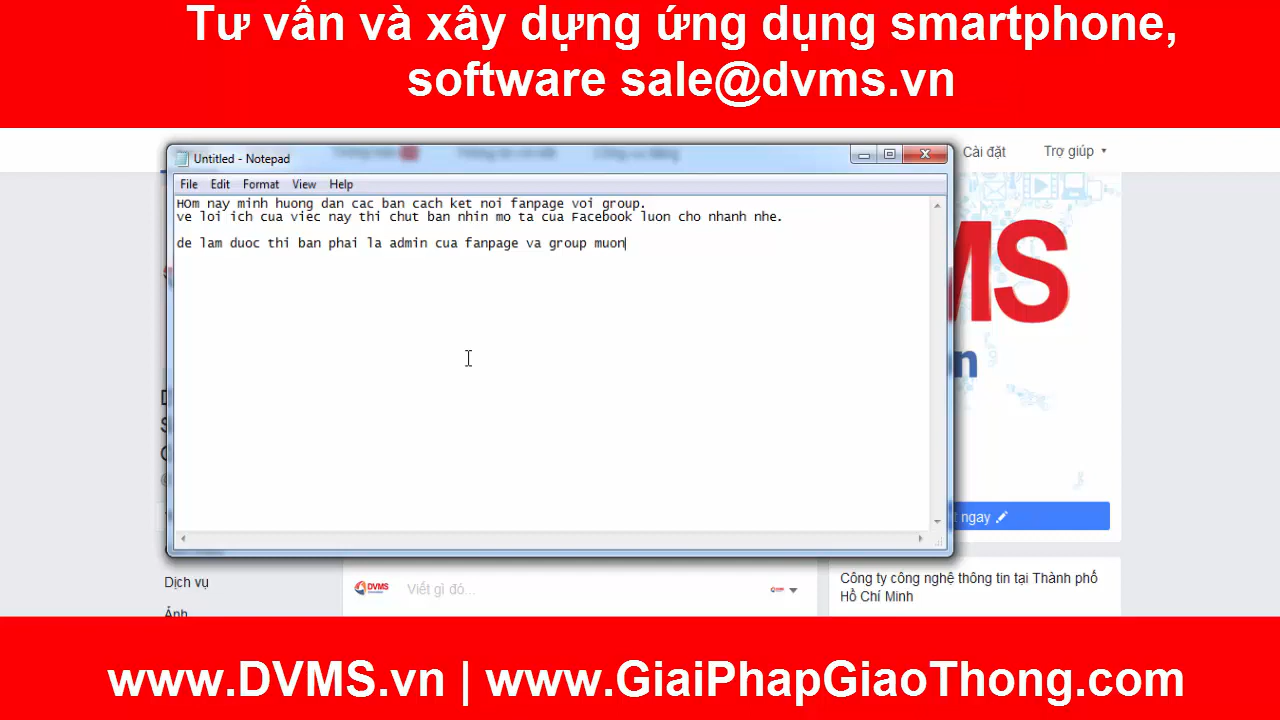 Tư vấn và xây dựng ứng dụng smartphone,
software sale@dvms.vn
Untitled - Notepad
Cài đặt
Trợ giúp
File Edit Format View Help
HOm nay minh huong dan cac ban cach ket noi fanpage voi group.
ve loi ich cua viec nay thi chut ban nhin mo ta cua Facebook luon cho nhanh nhe.
de lam duoc thi ban phai la admin cua fanpage va group muon
MS
n
ngay
Dịch vụ
Ảnh
DVMS
Viết gì đó...
Công ty công nghệ thông tin tại Thành phố
Hồ Chí Minh
www.DVMS.vn | www.GiaiPhapGiaoThong.com